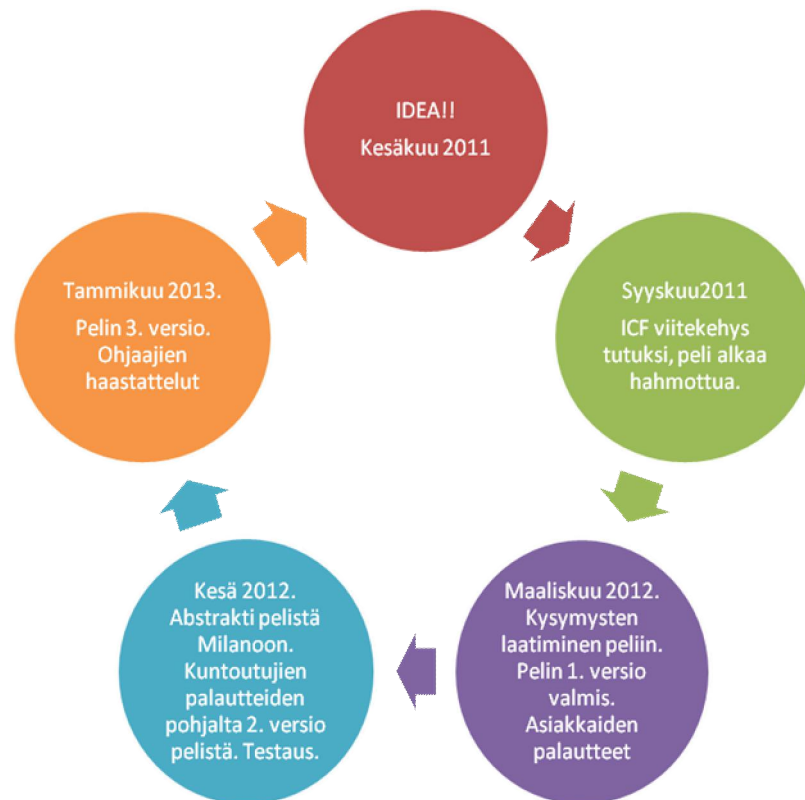 IDEA!!
Kesäkuu 2011
Syyskuu2011
ICF viitekehys
tutuksi, peli alkaa
hahmottua.
Maaliskuu 2012.
Kysymysten
laatiminen peliin.
Pelin 1. versio
valmis.
Asiakkaiden
palautteet
Kesä 2012.
Abstrakti pelistä
Milanoon.
Kuntoutujien
palautteiden
pohjalta 2. versio
pelistä. Testaus.
Tammikuu 2013.
Pelin 3. versio.
Ohjaajien
haastattelut